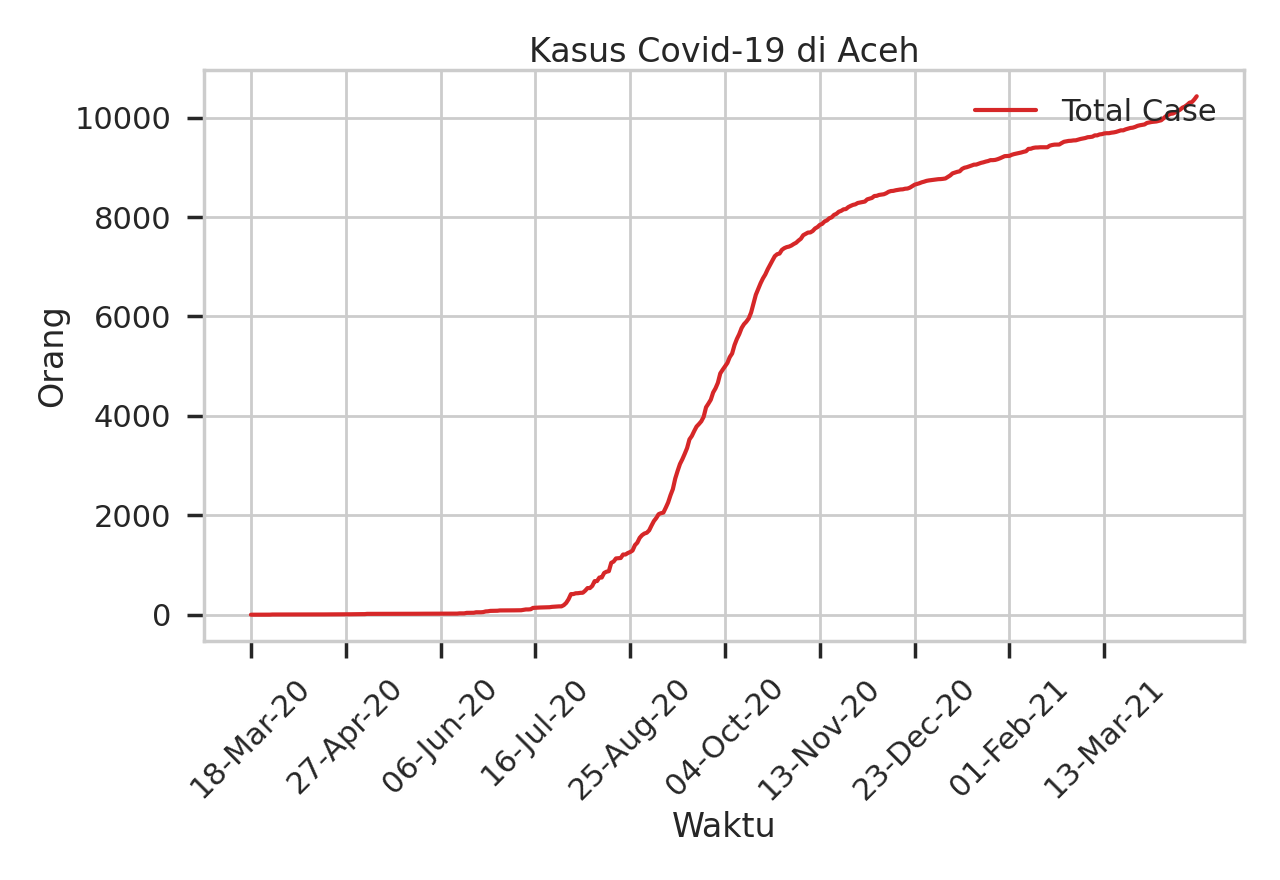 Kasus Covid-19 di Aceh
Total Case
10000
8000
6000
4000
2000
0
Orang
18-Mar-20
27-Apr-20
06-Jun-20
16-Jul-20
25-Aug-20
04-Oct-20
13-Nov-20
23-Dec-20
01-Feb-21
13-Mar-21
Waktu